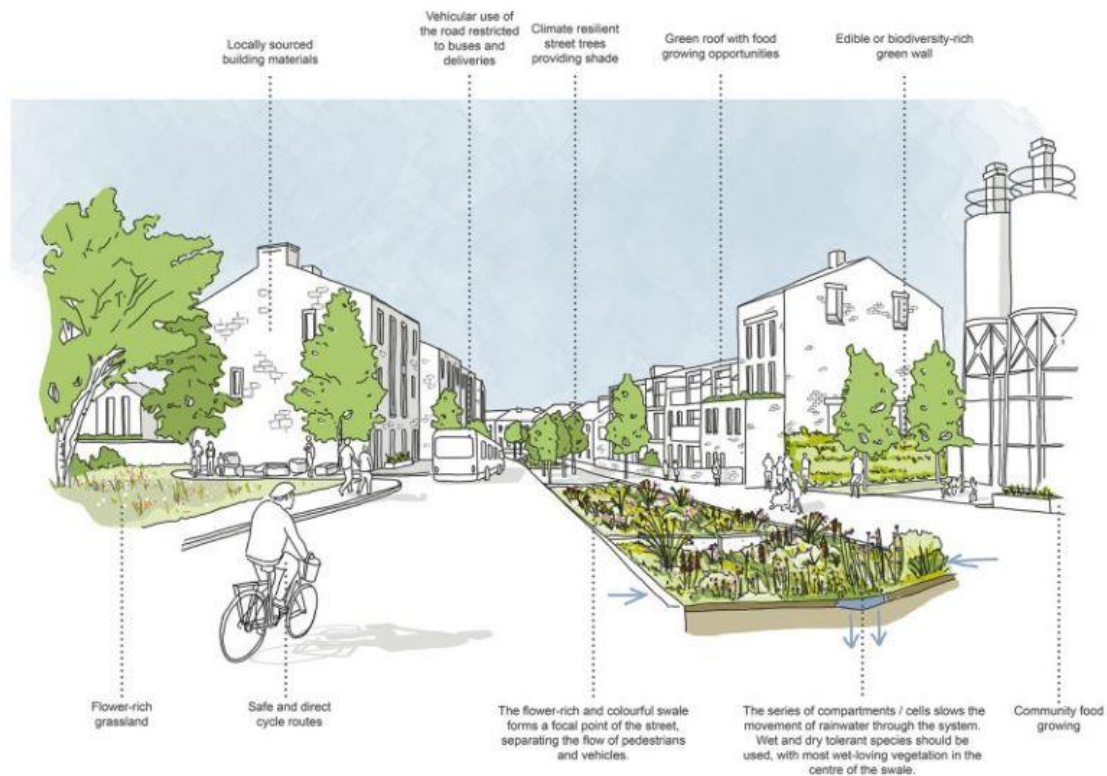 Locally sourced
building materials
Vehicular use of
the road restricted
to buses and
deliveries
Climate resilient
street trees
providing shade
Green roof with food
growing opportunities
Edible or biodiversity-rich
green wall
Flower-rich
grassland
Safe and direct
cycle routes
The flower-rich and colourful swale
forms a focal point of the street,
separating the flow of pedestrians
and vehicles.
The series of compartments / cells slows the
movement of rainwater through the system.
Wet and dry tolerant species should be
used, with most wet-loving vegetation in the
centre of the swale.
Community food
growing